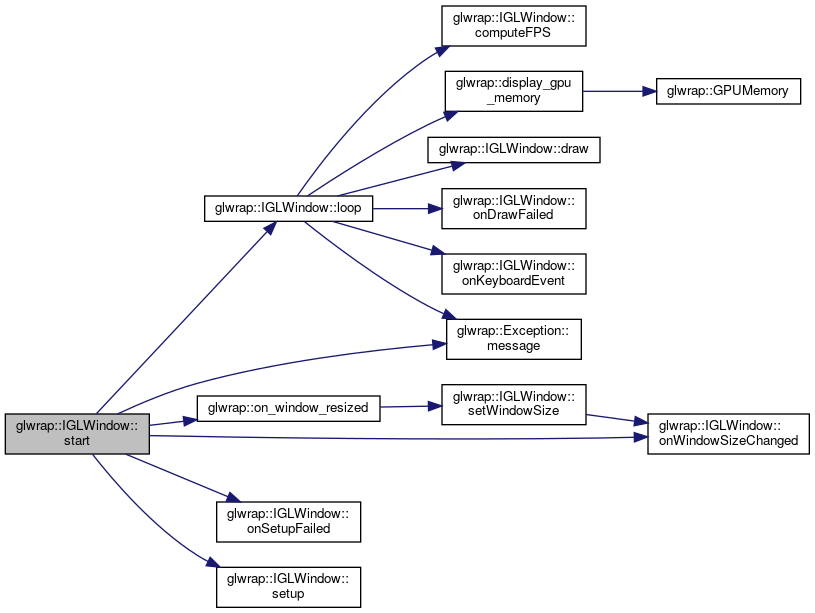 glwrap::IGLWindow::
computeFPS
glwrap::display_gpu
_memory
glwrap::GPUMemory
glwrap::IGLWindow::draw
glwrap::IGLWindow::loop
glwrap::IGLWindow::
onDrawFailed
glwrap::IGLWindow::
onKeyboardEvent
glwrap::Exception::
message
glwrap::on_window_resized
glwrap::IGLWindow::
setWindowSize
glwrap::IGLWindow::
start
glwrap::IGLWindow::
onWindowSizeChanged
glwrap::IGLWindow::
onSetupFailed
glwrap::IGLWindow::
setup